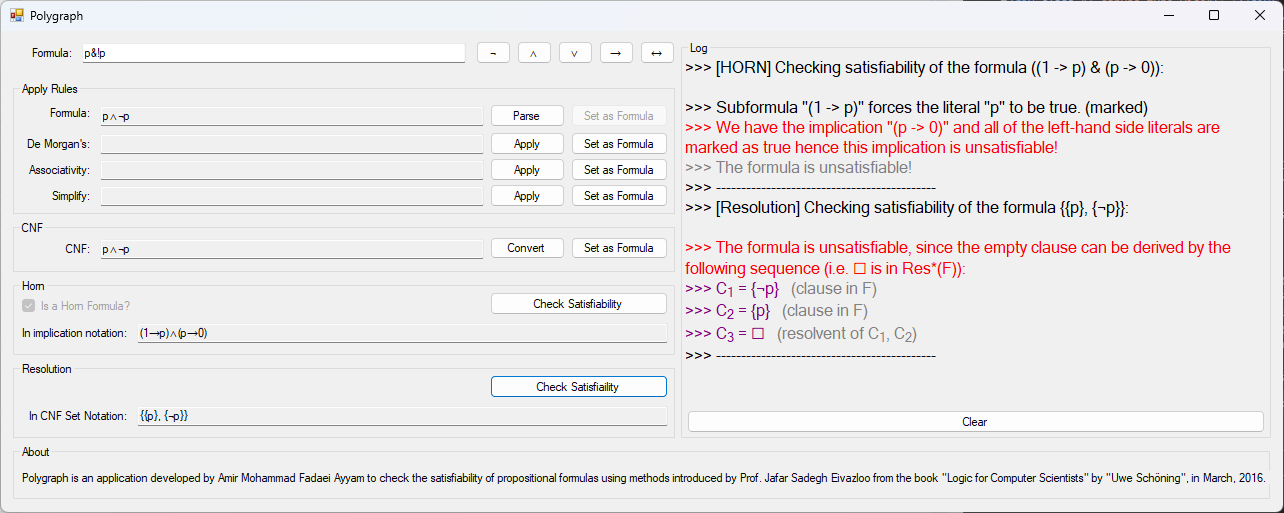 Polygraph
Formula: p&!p ¬ ∧ ∨ → ↔
Apply Rules
Formula: p∧¬p Parse Set as Formula
De Morgan's: Apply Set as Formula
Associativity: Apply Set as Formula
Simplify: Apply Set as Formula
CNF
CNF: p∧¬p Convert Set as Formula
Horn
Is a Horn Formula? Check Satisfiability
In implication notation: (1→p)∧(p→0)
Resolution
Check Satisfiaility
In CNF Set Notation: {{p}, {¬p}}
Log
>>> [HORN] Checking satisfiability of the formula ((1 -> p) & (p -> 0)):
>>> Subformula "(1 -> p)" forces the literal "p" to be true. (marked)
>>> We have the implication "(p -> 0)" and all of the left-hand side literals are
marked as true hence this implication is unsatisfiable!
>>> The formula is unsatisfiable!
>>> --------------------------------------------
>>> [Resolution] Checking satisfiability of the formula {{p}, {¬p}}:
>>> The formula is unsatisfiable, since the empty clause can be derived by the
following sequence (i.e. □ is in Res*(F)):
>>> C1 = {¬p} (clause in F)
>>> C2 = {p} (clause in F)
>>> C3 = □ (resolvent of C1, C2)
>>> --------------------------------------------
Clear
About
Polygraph is an application developed by Amir Mohammad Fadaei Ayyam to check the satisfiability of propositional formulas using methods introduced by Prof. Jafar Sadegh Eivazloo from the book "Logic for Computer Scientists" by "Uwe Schöning", in March, 2016.